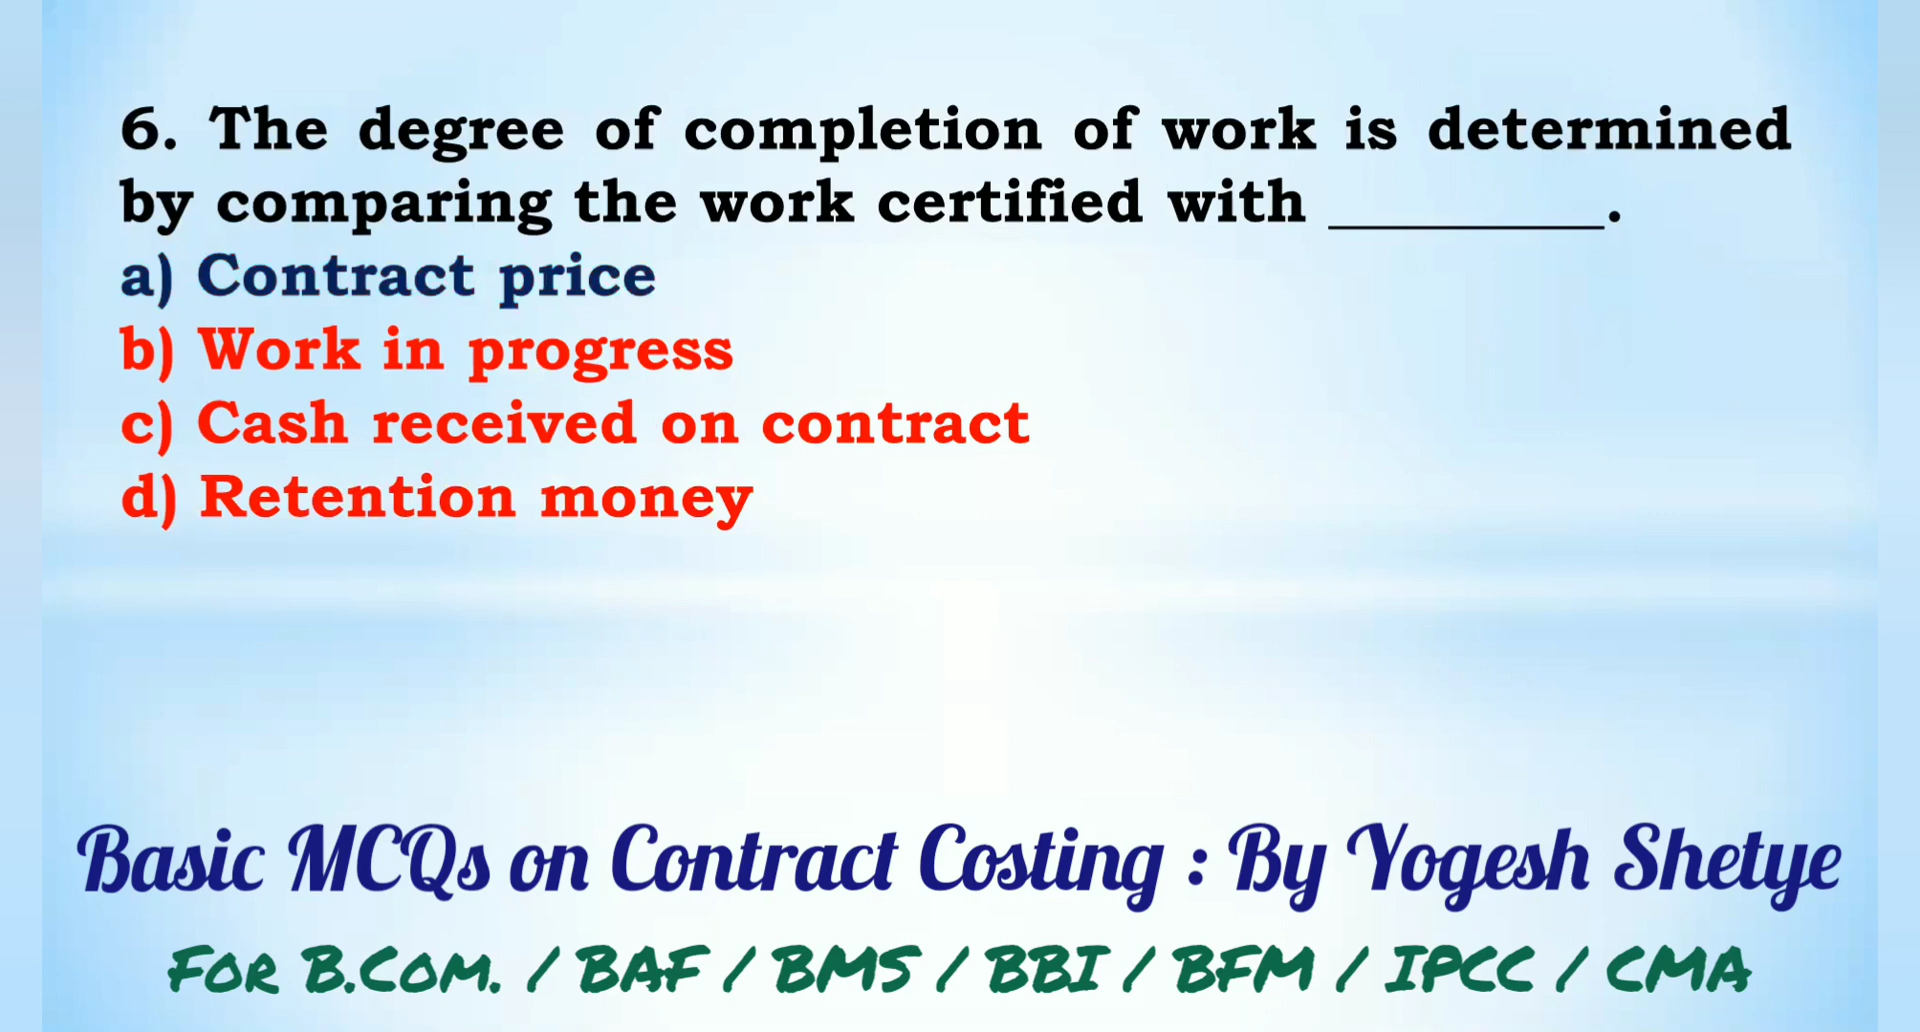 6. The degree of completion of work is determined
by comparing the work certified with _________.
a) Contract price
b) Work in progress
c) Cash received on contract
d) Retention money
Basic MCQs on Contract Costing : By Yogesh Shetye
For B.Com. / BAF / BMS / BBI / BFM / IPCC / CMA